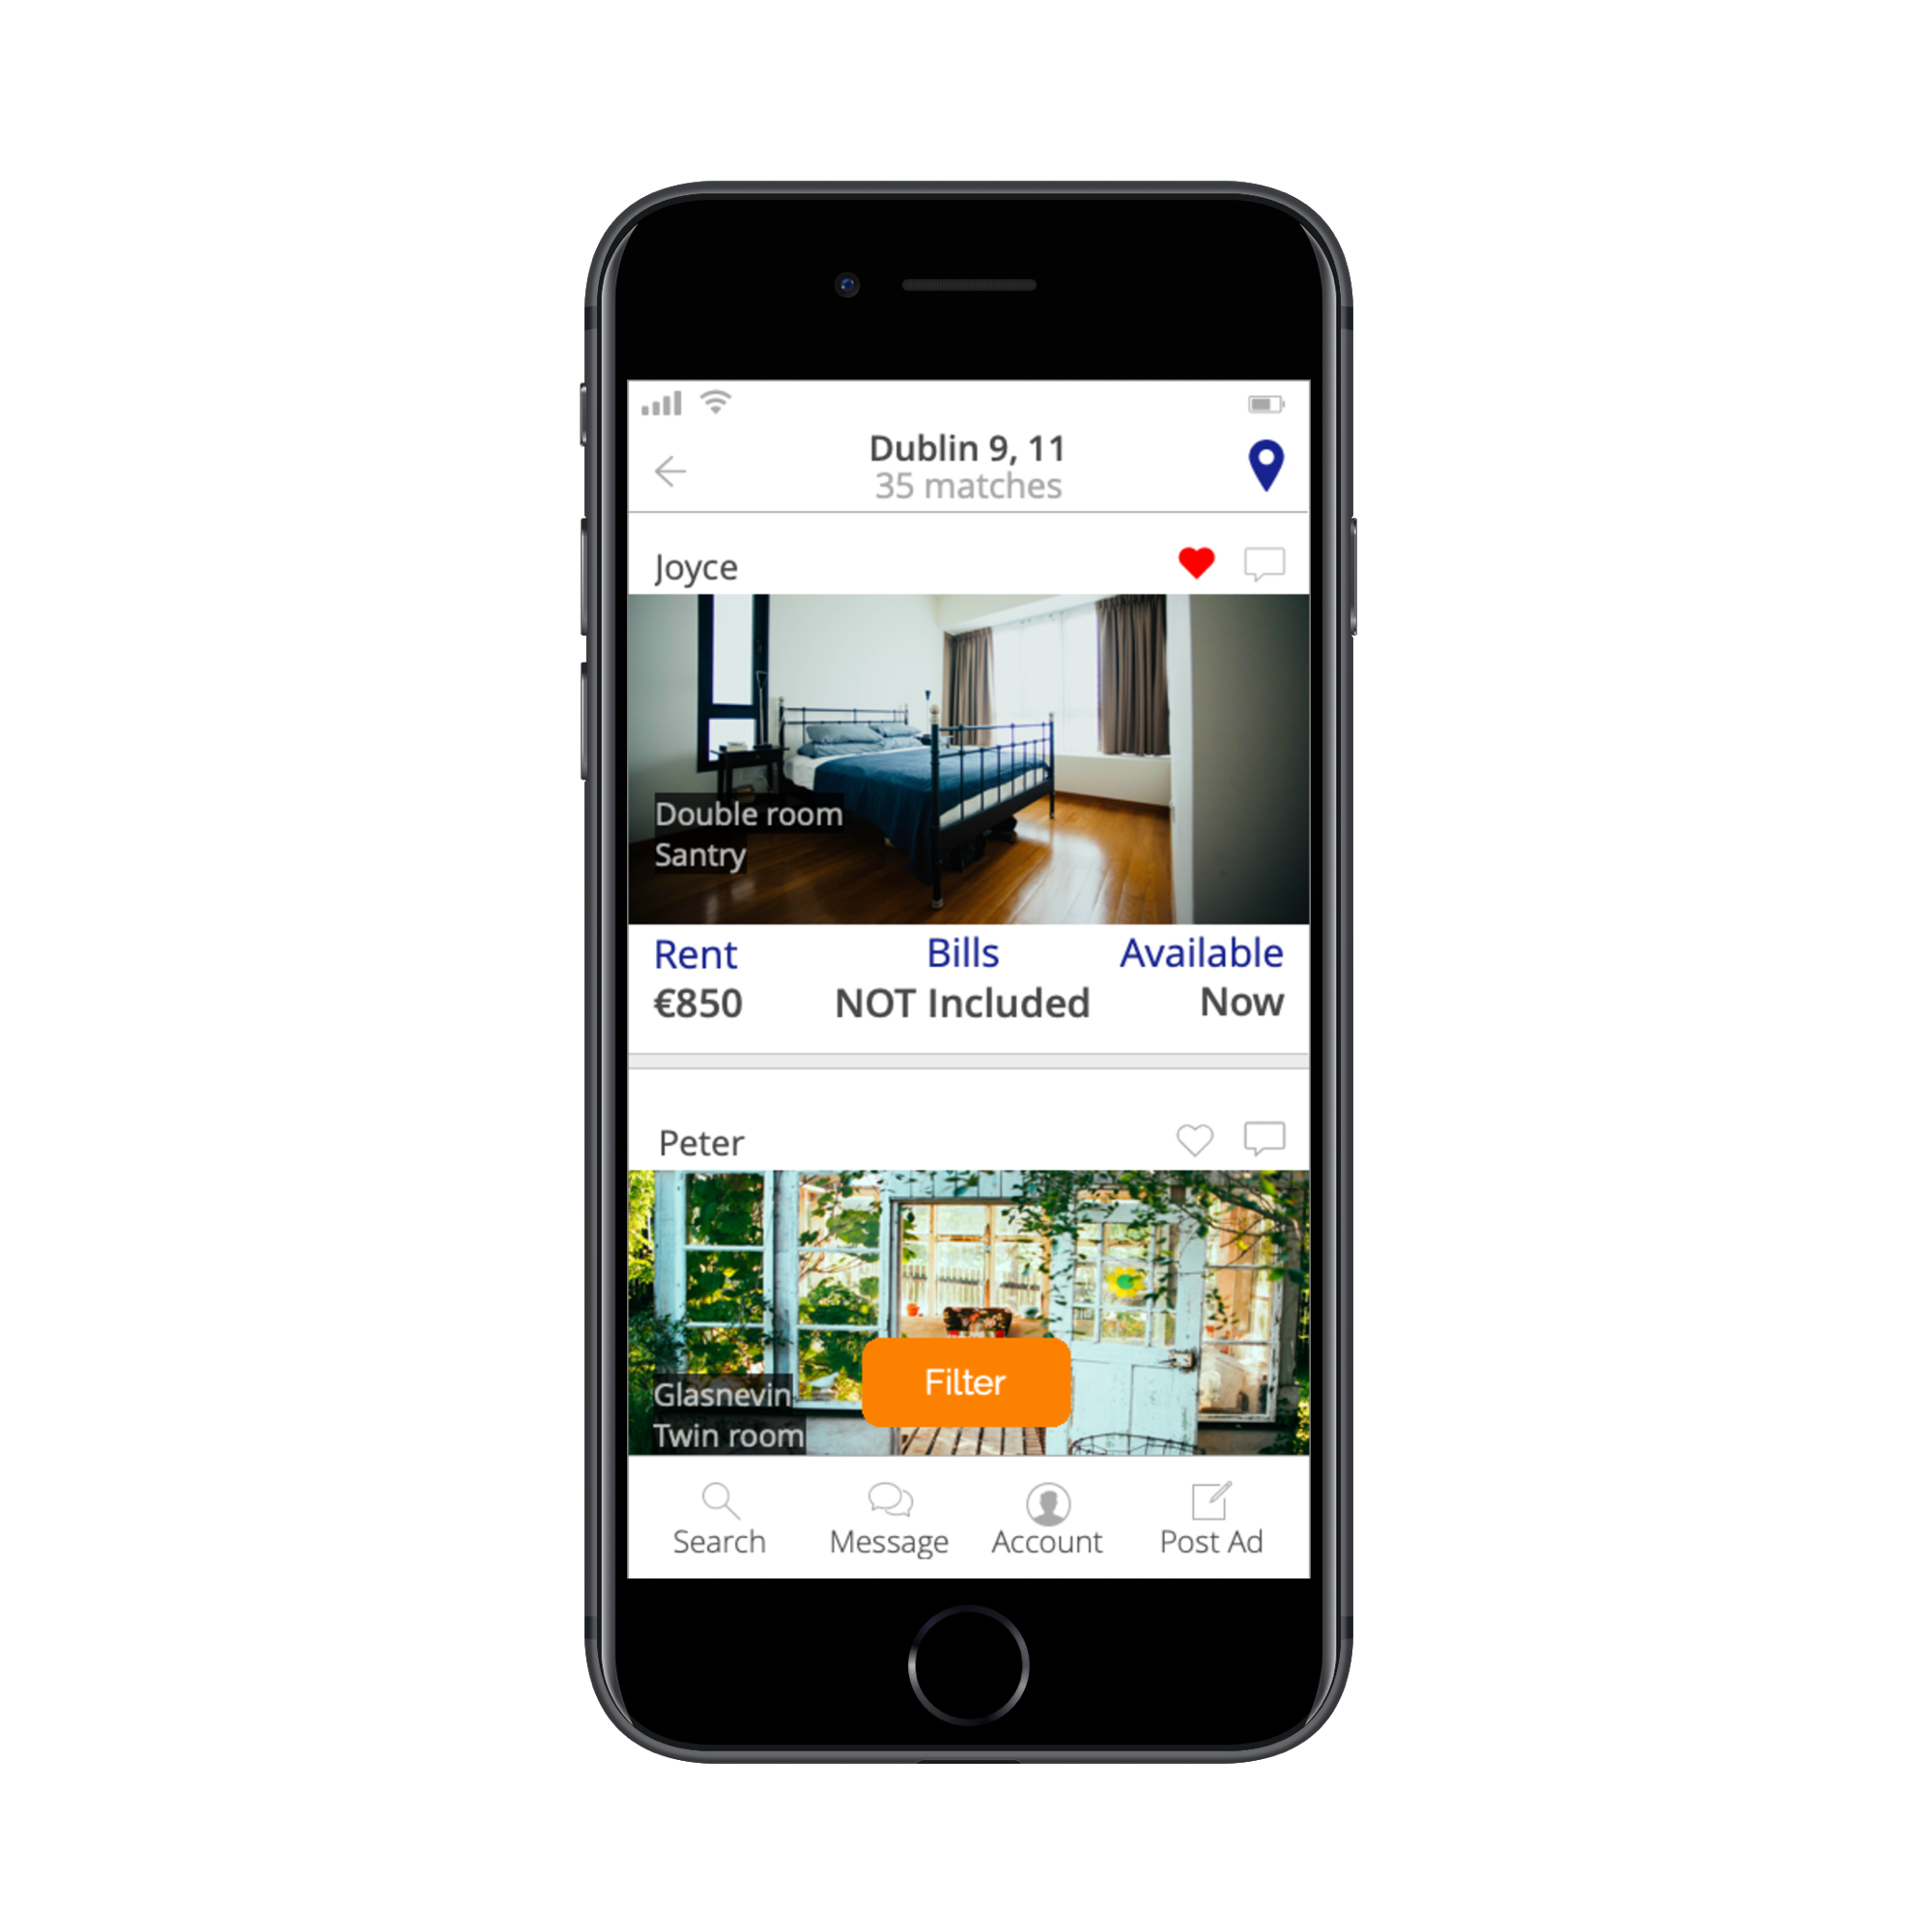 Dublin 9, 11
35 matches
Joyce
Double room
Santry
Rent Bills Available
€850 NOT Included Now
Peter
Filter
Glasnevin
Twin room
Search Message Account Post Ad